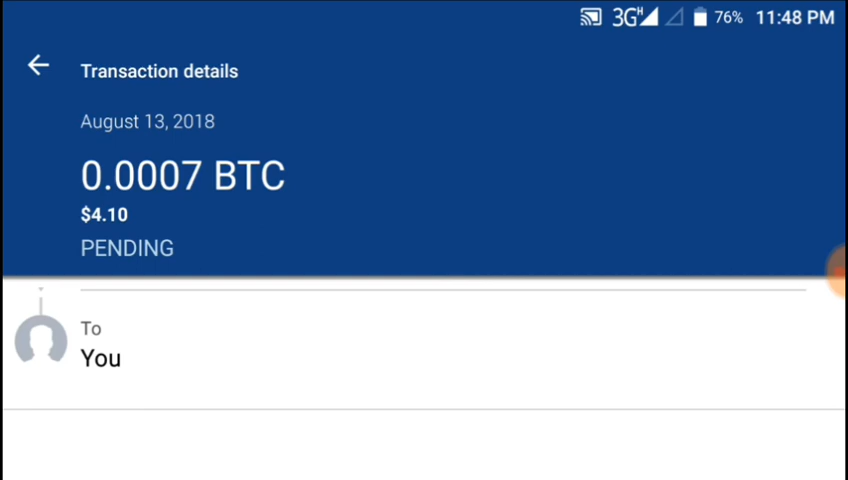 3G H 76% 11:48 PM
Transaction details
August 13, 2018
0.0007 BTC
$4.10
PENDING
To
You